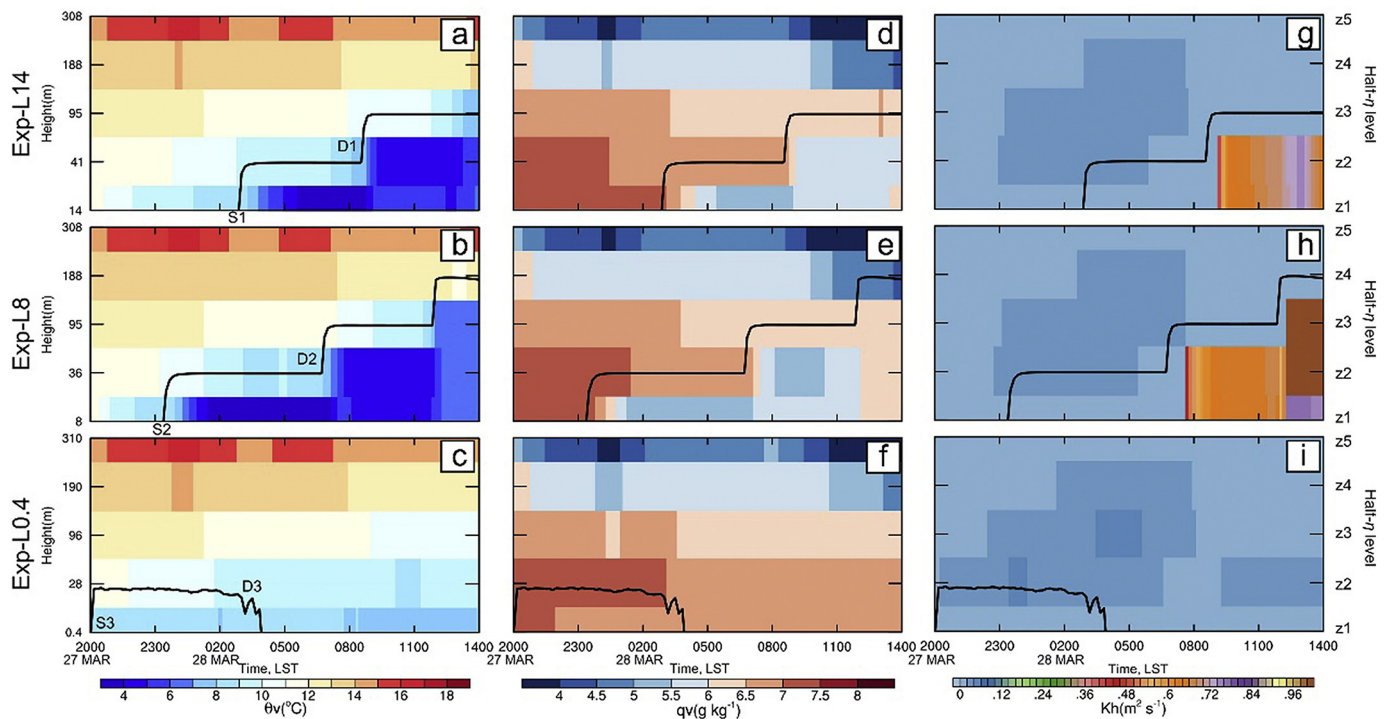 308 a d g z5
188 z4
Exp-L14 Height(m) 95 D1 z3 Half-η level
41 z2
14 S1 z1
308 b e h z5
188 z4
Exp-L8 Height(m) 95 D2 z3 Half-η level
36 z2
8 S2 z1
310 c f i z5
190 z4
Exp-L0.4 Height(m) 96 z3 Half-η level
28 D3 z2
0.4 S3 z1
2000 2300 0200 0500 0800 1100 1400 2000 2300 0200 0500 0800 1100 1400 2000 2300 0200 0500 0800 1100 1400
27 MAR 28 MAR Time, LST 27 MAR 28 MAR Time, LST 27 MAR 28 MAR Time, LST
4 6 8 10 12 14 16 18 4 4.5 5 5.5 6 6.5 7 7.5 8 0 .12 .24 .36 .48 .6 .72 .84 .96
θv(°C) qv(g kg⁻¹) Kh(m² s⁻¹)